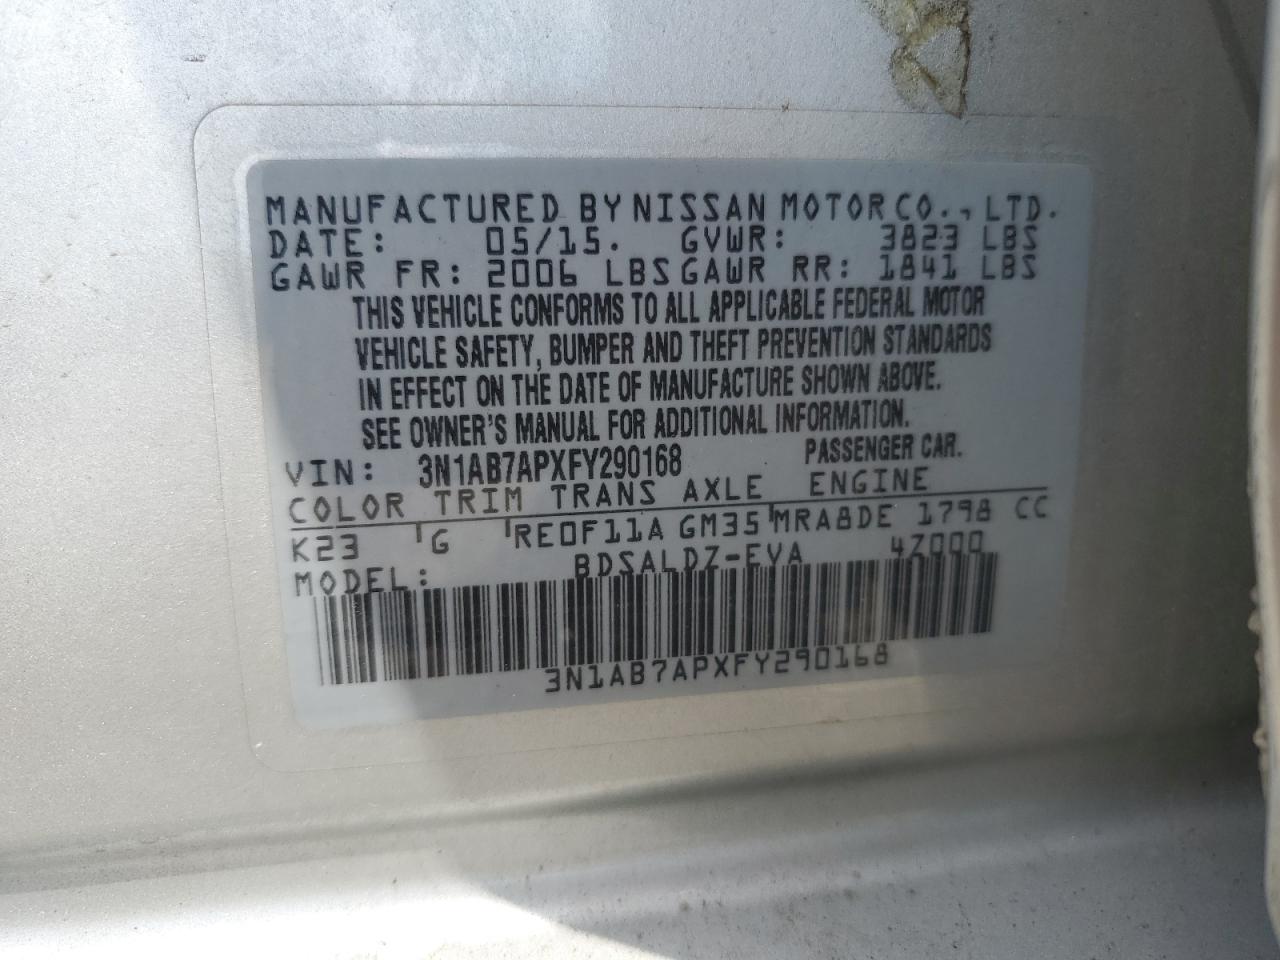 MANUFACTURED BY NISSAN MOTOR CO., LTD.
DATE: 05/15. GVWR: 3823 LBS
GAWR FR: 2006 LBS GAWR RR: 1841 LBS
THIS VEHICLE CONFORMS TO ALL APPLICABLE FEDERAL MOTOR
VEHICLE SAFETY, BUMPER AND THEFT PREVENTION STANDARDS
IN EFFECT ON THE DATE OF MANUFACTURE SHOWN ABOVE.
SEE OWNER'S MANUAL FOR ADDITIONAL INFORMATION.
VIN: 3N1AB7APXFY290168 PASSENGER CAR.
COLOR TRIM TRANS AXLE ENGINE
K23 G RE0F11A GM35 MRA8DE 1798 CC
MODEL: BDSALDZ-EVA 4Z000
3N1AB7APXFY290168